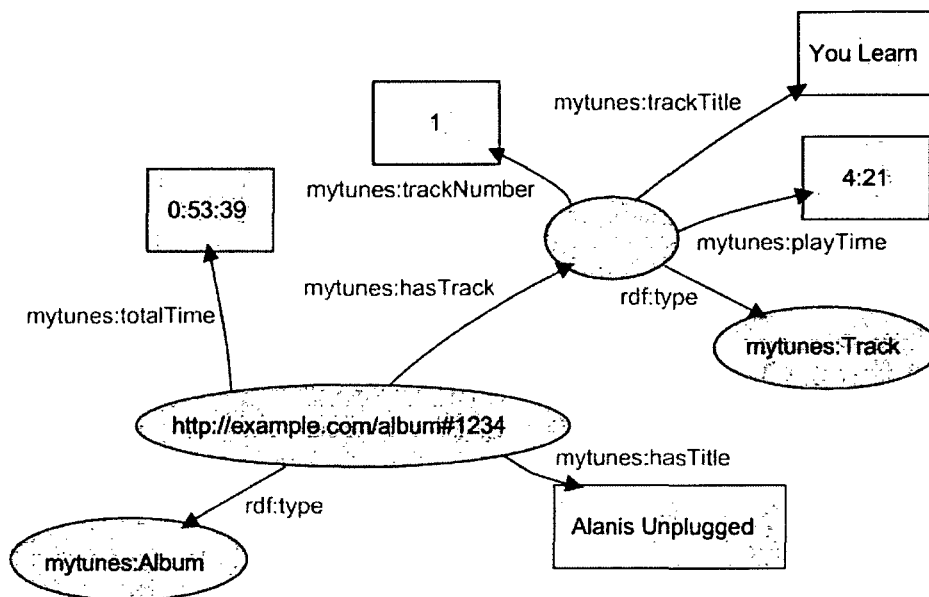 You Learn
mytunes:trackTitle
1
4:21
mytunes:trackNumber
0:53:39
mytunes:playTime
mytunes:hasTrack
rdf:type
mytunes:totalTime
mytunes:Track
http://example.com/album#1234
mytunes:hasTitle
rdf:type
Alanis Unplugged
mytunes:Album